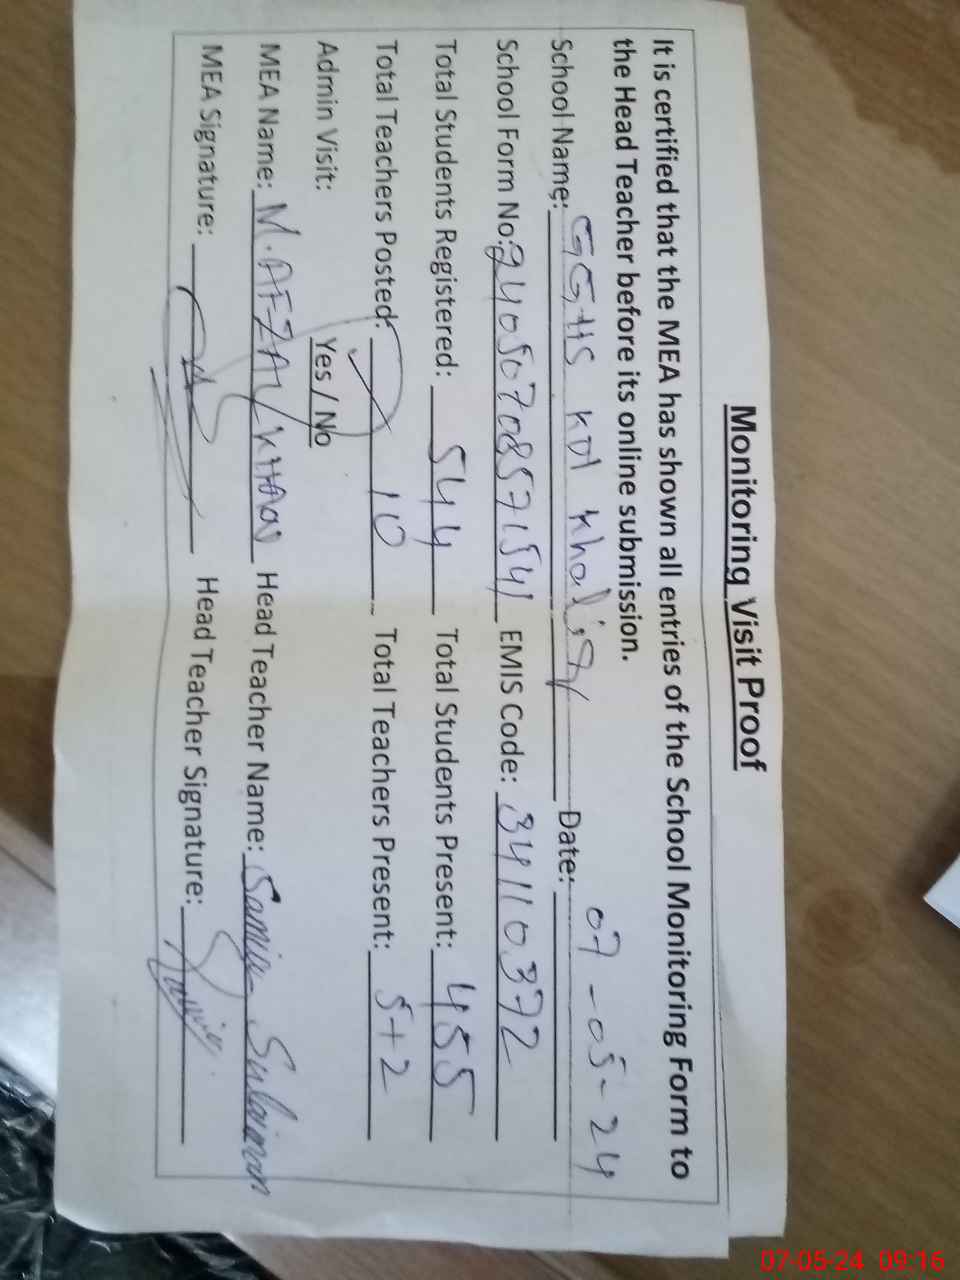 Monitoring Visit Proof
It is certified that the MEA has shown all entries of the School Monitoring Form to
the Head Teacher before its online submission.
School Name: GGHS Kot Khalifa Date: 07-05-24
School Form No: 24050708571541 EMIS Code: 34110372
Total Students Registered: 544 Total Students Present: 455
Total Teachers Posted: 10 Total Teachers Present: 5+2
Admin Visit: Yes / No
MEA Name: M. AFZAL KHAN Head Teacher Name: Samia Sulaiman
MEA Signature: Head Teacher Signature:
07-05-24 09:16